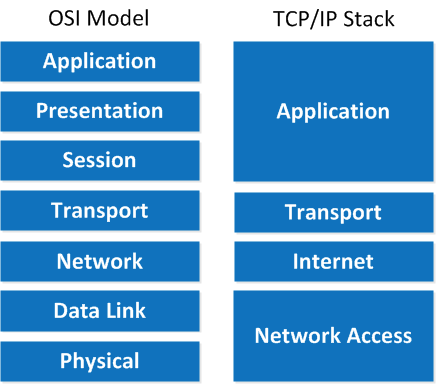 OSI Model
Application
Presentation
Session
Transport
Network
Data Link
Physical
TCP/IP Stack
Application
Transport
Internet
Network Access